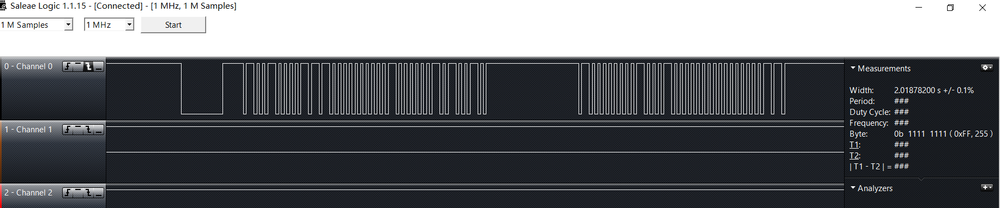 Saleae Logic 1.1.15 - [Connected] - [1 MHz, 1 M Samples]
1 M Samples 1 MHz Start
0 - Channel 0
Measurements
Width: 2.01878200 s +/- 0.1%
Period: ###
Duty Cycle: ###
Frequency: ###
Byte: 0b 1111 1111 ( 0xFF, 255 )
T1: ###
T2: ###
| T1 - T2 | = ###
1 - Channel 1
2 - Channel 2
Analyzers